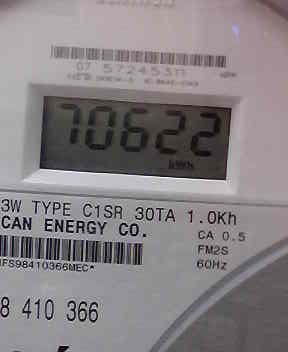 07 57245311
70622
3W TYPE C1SR 30TA 1.0Kh
CAN ENERGY CO.
CA 0.5
FM2S
60Hz
IFS98410366MEC*
8 410 366